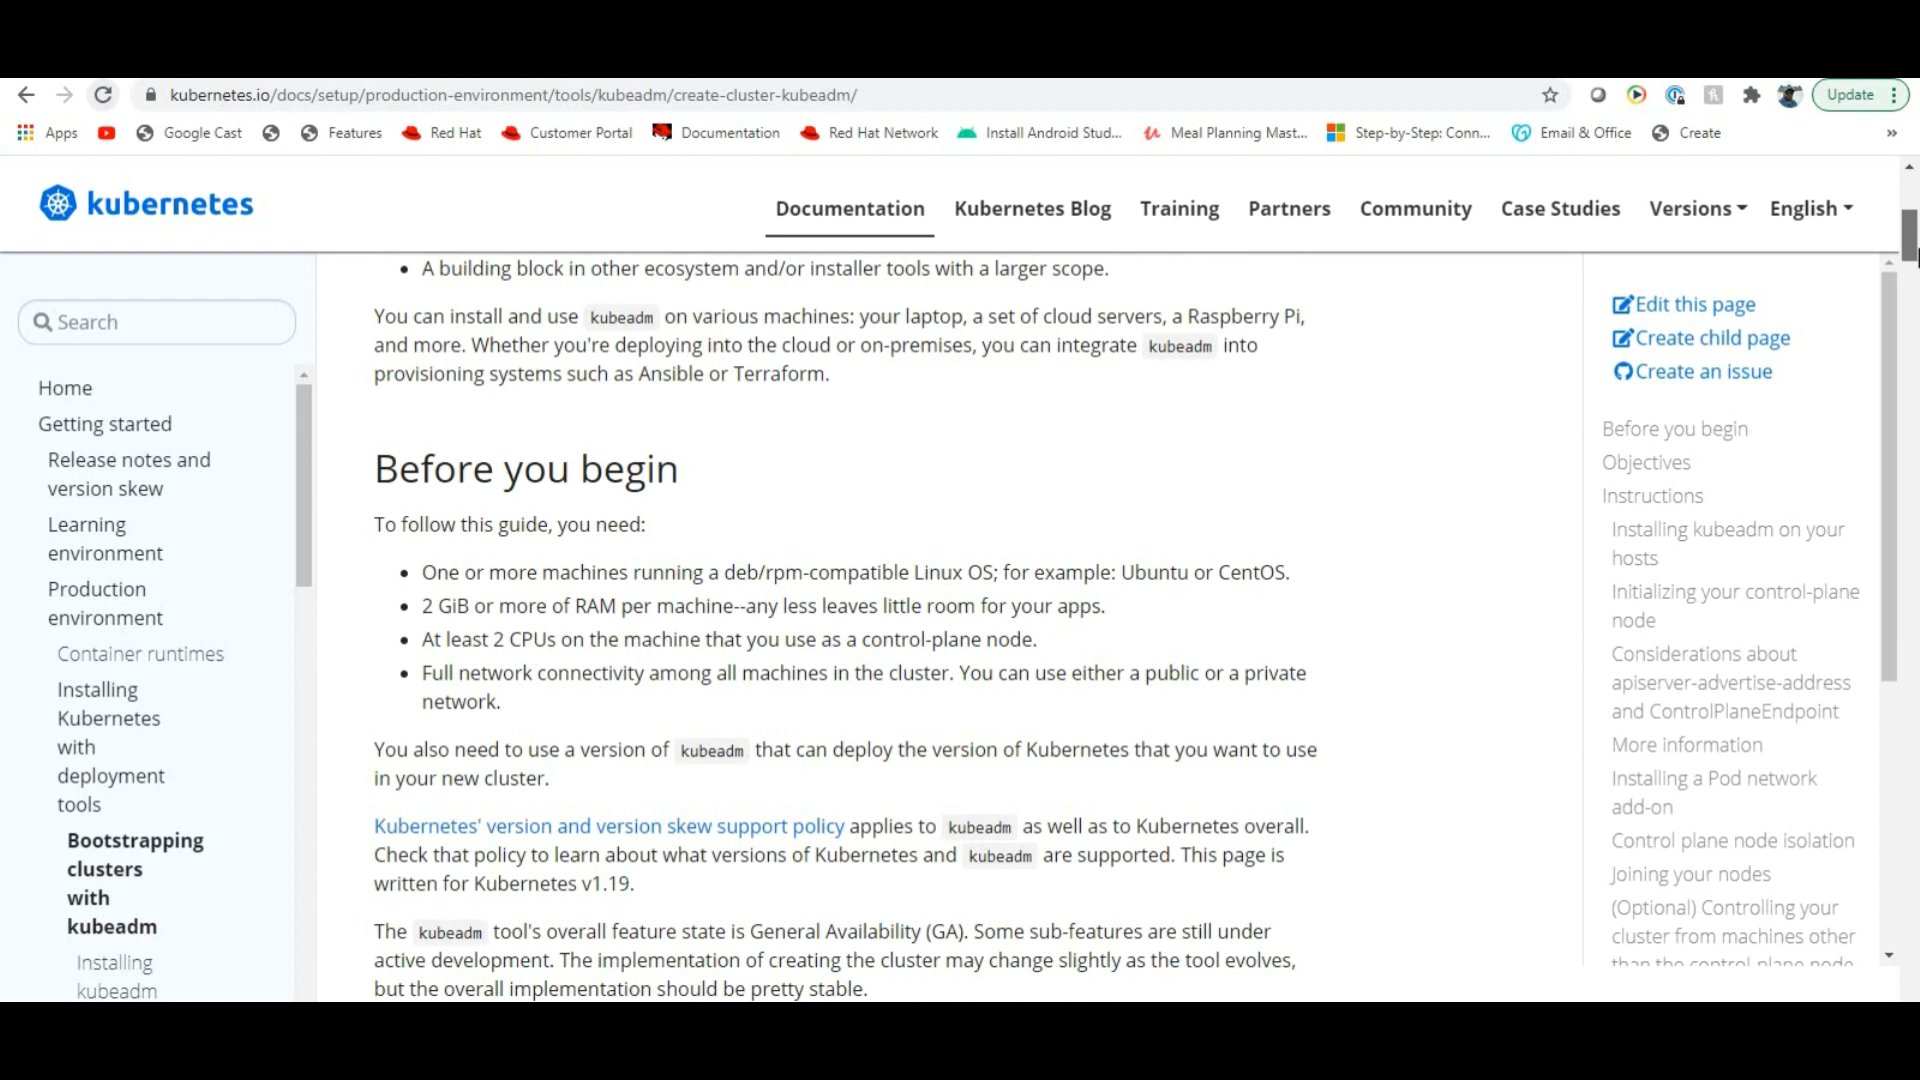 kubernetes.io/docs/setup/production-environment/tools/kubeadm/create-cluster-kubeadm/
Update
Apps
Google Cast
Features
Red Hat
Customer Portal
Documentation
Red Hat Network
Install Android Stud...
Meal Planning Mast...
Step-by-Step: Conn...
Email & Office
Create
»
kubernetes
Documentation
Kubernetes Blog
Training
Partners
Community
Case Studies
Versions
English
Search
Home
Getting started
Release notes and
version skew
Learning
environment
Production
environment
Container runtimes
Installing
Kubernetes
with
deployment
tools
Bootstrapping
clusters
with
kubeadm
Installing
kubeadm
• A building block in other ecosystem and/or installer tools with a larger scope.
You can install and use kubeadm on various machines: your laptop, a set of cloud servers, a Raspberry Pi,
and more. Whether you're deploying into the cloud or on-premises, you can integrate kubeadm into
provisioning systems such as Ansible or Terraform.
Before you begin
To follow this guide, you need:
• One or more machines running a deb/rpm-compatible Linux OS; for example: Ubuntu or CentOS.
• 2 GiB or more of RAM per machine--any less leaves little room for your apps.
• At least 2 CPUs on the machine that you use as a control-plane node.
• Full network connectivity among all machines in the cluster. You can use either a public or a private
network.
You also need to use a version of kubeadm that can deploy the version of Kubernetes that you want to use
in your new cluster.
Kubernetes' version and version skew support policy applies to kubeadm as well as to Kubernetes overall.
Check that policy to learn about what versions of Kubernetes and kubeadm are supported. This page is
written for Kubernetes v1.19.
The kubeadm tool's overall feature state is General Availability (GA). Some sub-features are still under
active development. The implementation of creating the cluster may change slightly as the tool evolves,
but the overall implementation should be pretty stable.
Edit this page
Create child page
Create an issue
Before you begin
Objectives
Instructions
Installing kubeadm on your
hosts
Initializing your control-plane
node
Considerations about
apiserver-advertise-address
and ControlPlaneEndpoint
More information
Installing a Pod network
add-on
Control plane node isolation
Joining your nodes
(Optional) Controlling your
cluster from machines other
than the control-plane node